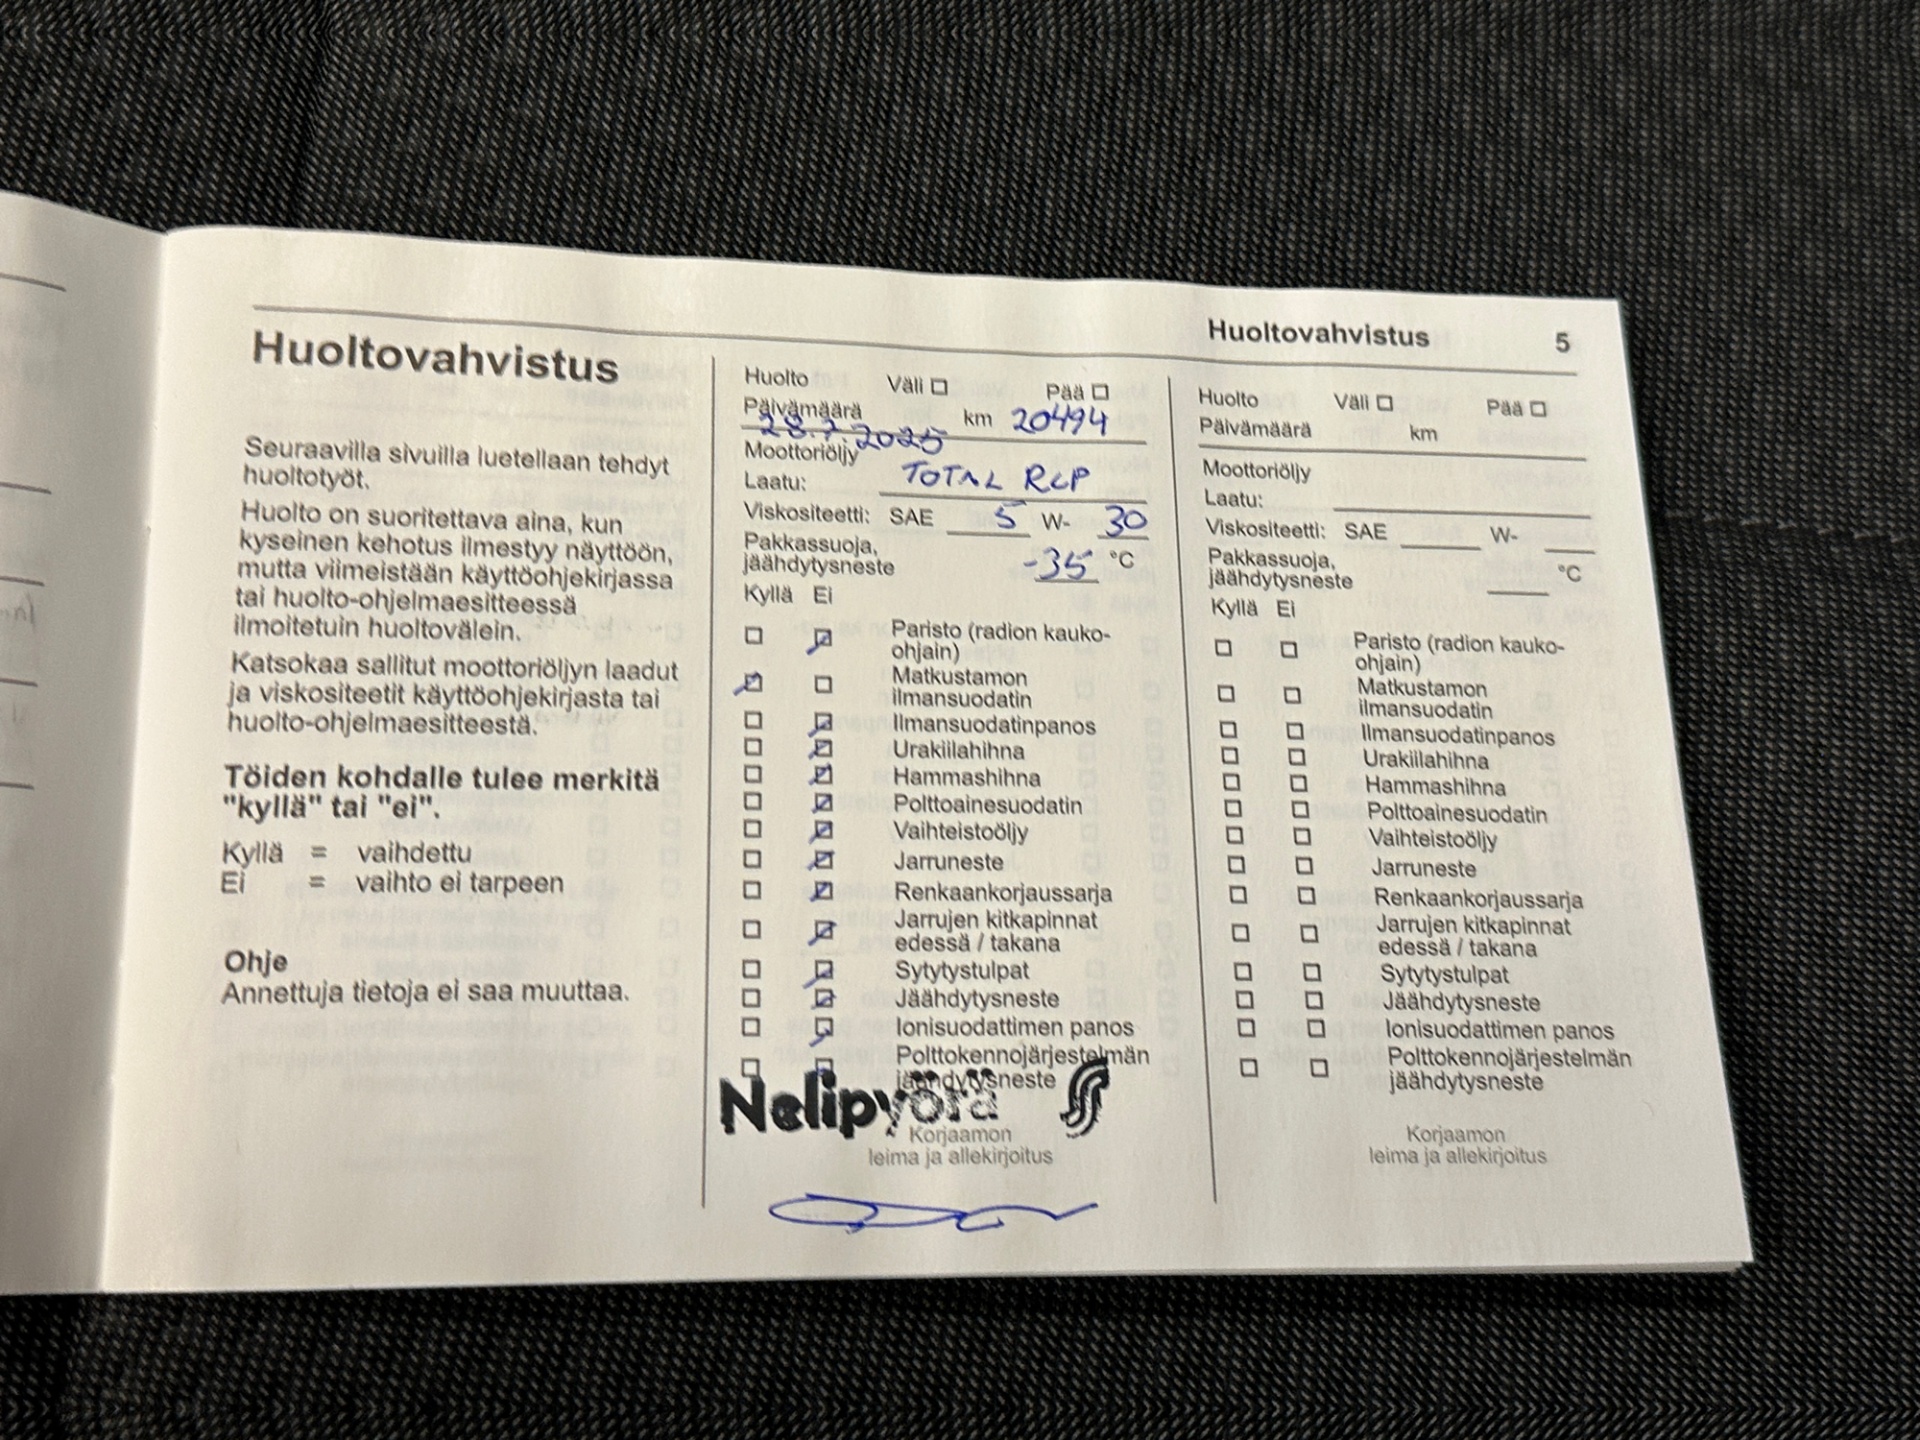 Huoltovahvistus 5
Huoltovahvistus
Seuraavilla sivuilla luetellaan tehdyt
huoltotyöt.
Huolto on suoritettava aina, kun
kyseinen kehotus ilmestyy näyttöön,
mutta viimeistään käyttöohjekirjassa
tai huolto-ohjelmaesitteessä
ilmoitetuin huoltovälein.
Katsokaa sallitut moottoriöljyn laadut
ja viskositeetit käyttöohjekirjasta tai
huolto-ohjelmaesitteestä.
Töiden kohdalle tulee merkitä
"kyllä" tai "ei".
Kyllä = vaihdettu
Ei = vaihto ei tarpeen
Ohje
Annettuja tietoja ei saa muuttaa.
Huolto Väli Pää
Päivämäärä km 20494
28.7.2025
Moottoriöljy
Laatu: TOTAL RCP
Viskositeetti: SAE 5 W- 30
Pakkassuoja,
jäähdytysneste -35 °C
Kyllä Ei
Paristo (radion kauko-
ohjain)
Matkustamon
ilmansuodatin
Ilmansuodatinpanos
Urakiilahihna
Hammashihna
Polttoainesuodatin
Vaihteistoöljy
Jarruneste
Renkaankorjaussarja
Jarrujen kitkapinnat
edessä / takana
Sytytystulpat
Jäähdytysneste
Ionisuodattimen panos
Polttokennojärjestelmän
jäähdytysneste
Nelipyörä
Korjaamon
leima ja allekirjoitus
Huolto Väli Pää
Päivämäärä km
Moottoriöljy
Laatu:
Viskositeetti: SAE W-
Pakkassuoja,
jäähdytysneste °C
Kyllä Ei
Paristo (radion kauko-
ohjain)
Matkustamon
ilmansuodatin
Ilmansuodatinpanos
Urakiilahihna
Hammashihna
Polttoainesuodatin
Vaihteistoöljy
Jarruneste
Renkaankorjaussarja
Jarrujen kitkapinnat
edessä / takana
Sytytystulpat
Jäähdytysneste
Ionisuodattimen panos
Polttokennojärjestelmän
jäähdytysneste
Korjaamon
leima ja allekirjoitus